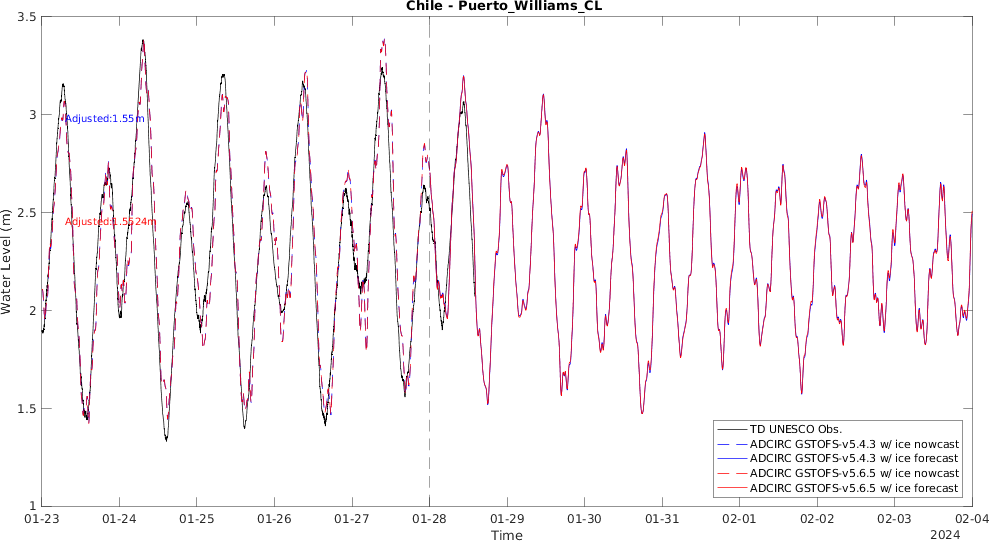 Chile - Puerto_Williams_CL
3.5
3
2.5
2
1.5
1
Water Level (m)
Adjusted:1.55m
Adjusted:1.5524m
TD UNESCO Obs.
ADCIRC GSTOFS-v5.4.3 w/ ice nowcast
ADCIRC GSTOFS-v5.4.3 w/ ice forecast
ADCIRC GSTOFS-v5.6.5 w/ ice nowcast
ADCIRC GSTOFS-v5.6.5 w/ ice forecast
01-23 01-24 01-25 01-26 01-27 01-28 01-29 01-30 01-31 02-01 02-02 02-03 02-04
Time
2024